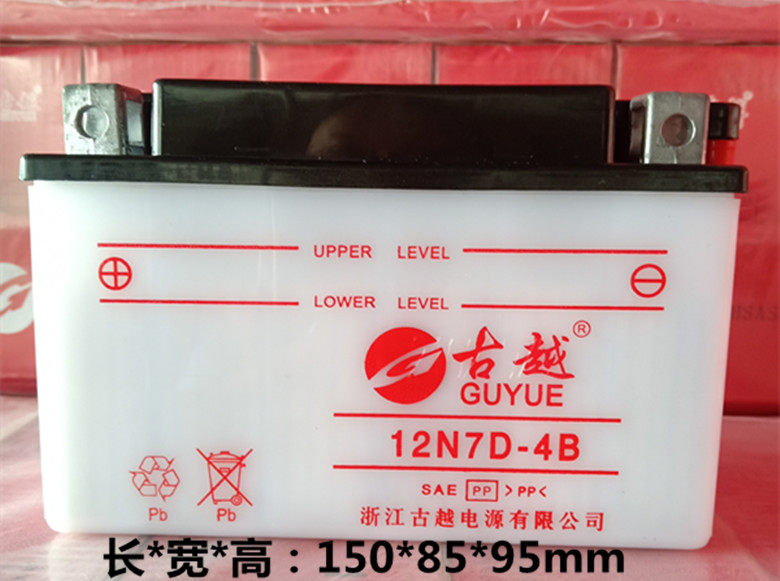 UPPER LEVEL
LOWER LEVEL
古越®
GUYUE
12N7D-4B
SAE PP >PP<
Pb Pb
浙江古越电源有限公司
长*宽*高：150*85*95mm